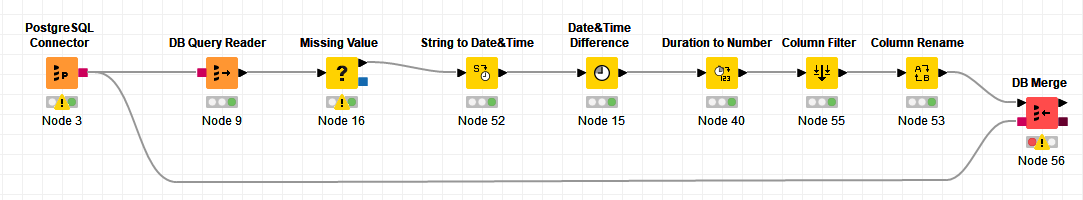 PostgreSQL
Connector
DB Query Reader
Missing Value
String to Date&Time
Date&Time
Difference
Duration to Number
Column Filter
Column Rename
DB Merge
P
?
S
123
A
B
Node 3
Node 9
Node 16
Node 52
Node 15
Node 40
Node 55
Node 53
Node 56